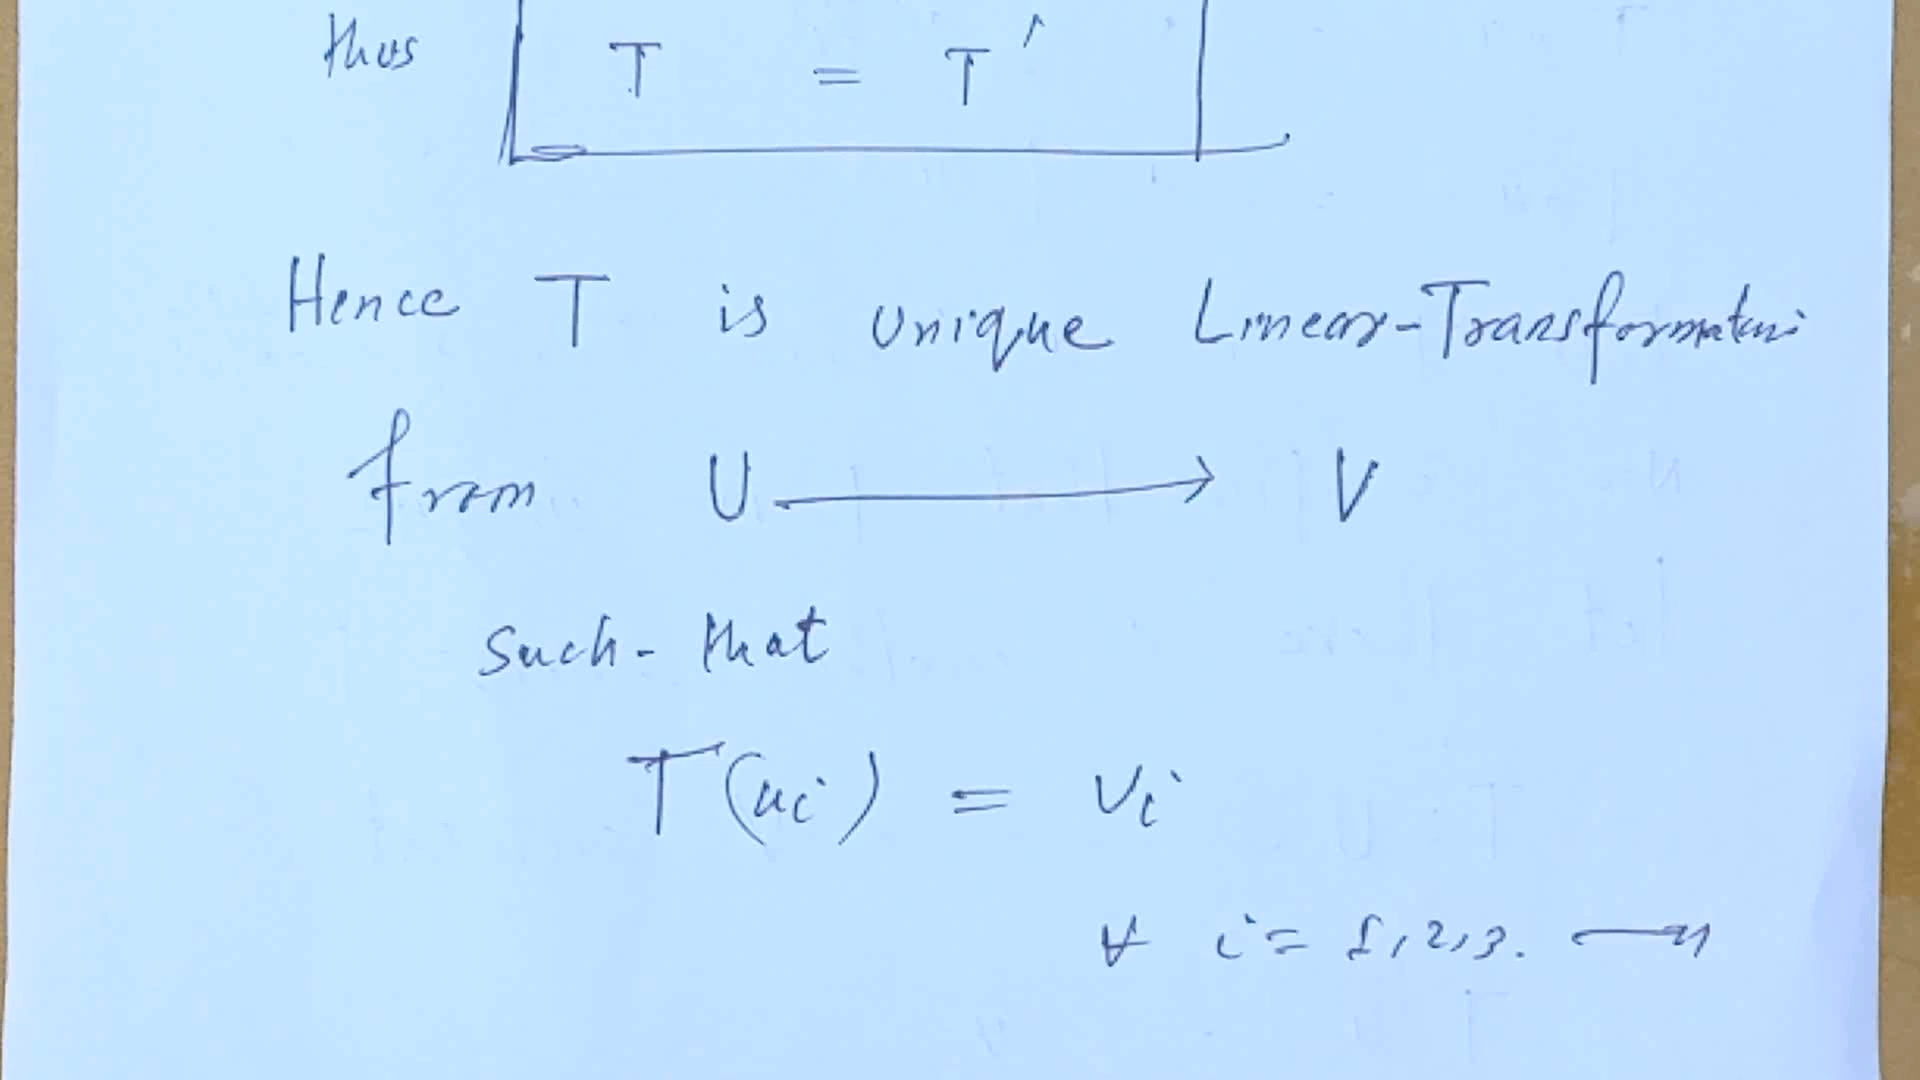 thus T = T'
Hence T is unique Linear-Transformation
from U → V
such-that
T(ui) = vi
∀ i = 1,2,3. — n